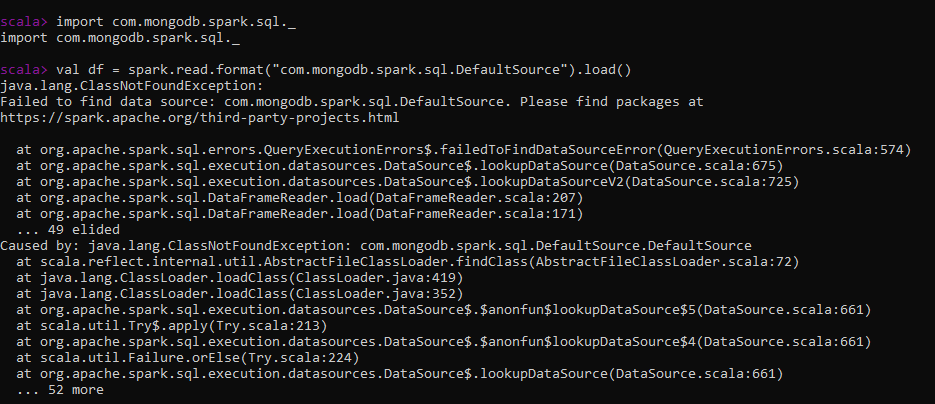 scala> import com.mongodb.spark.sql._
import com.mongodb.spark.sql._
scala> val df = spark.read.format("com.mongodb.spark.sql.DefaultSource").load()
java.lang.ClassNotFoundException:
Failed to find data source: com.mongodb.spark.sql.DefaultSource. Please find packages at
https://spark.apache.org/third-party-projects.html
  at org.apache.spark.sql.errors.QueryExecutionErrors$.failedToFindDataSourceError(QueryExecutionErrors.scala:574)
  at org.apache.spark.sql.execution.datasources.DataSource$.lookupDataSource(DataSource.scala:675)
  at org.apache.spark.sql.execution.datasources.DataSource$.lookupDataSourceV2(DataSource.scala:725)
  at org.apache.spark.sql.DataFrameReader.load(DataFrameReader.scala:207)
  at org.apache.spark.sql.DataFrameReader.load(DataFrameReader.scala:171)
  ... 49 elided
Caused by: java.lang.ClassNotFoundException: com.mongodb.spark.sql.DefaultSource.DefaultSource
  at scala.reflect.internal.util.AbstractFileClassLoader.findClass(AbstractFileClassLoader.scala:72)
  at java.lang.ClassLoader.loadClass(ClassLoader.java:419)
  at java.lang.ClassLoader.loadClass(ClassLoader.java:352)
  at org.apache.spark.sql.execution.datasources.DataSource$.$anonfun$lookupDataSource$5(DataSource.scala:661)
  at scala.util.Try$.apply(Try.scala:213)
  at org.apache.spark.sql.execution.datasources.DataSource$.$anonfun$lookupDataSource$4(DataSource.scala:661)
  at scala.util.Failure.orElse(Try.scala:224)
  at org.apache.spark.sql.execution.datasources.DataSource$.lookupDataSource(DataSource.scala:661)
  ... 52 more